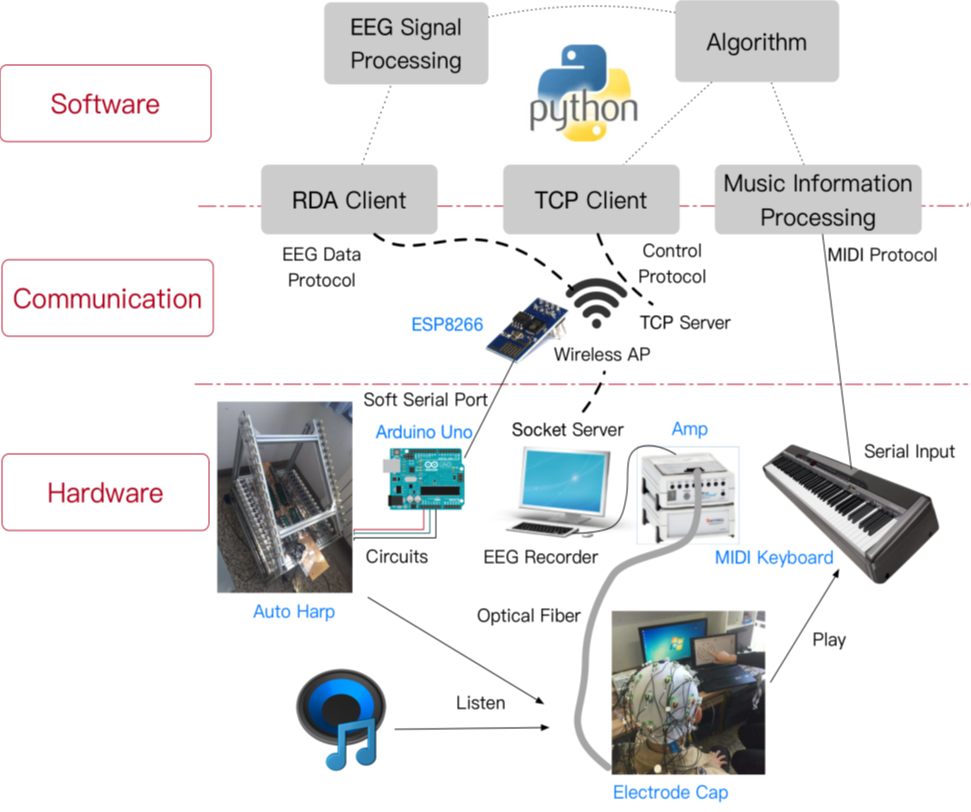 EEG Signal
Processing
Algorithm
Software
python
RDA Client
TCP Client
Music Information
Processing
EEG Data
Protocol
Control
Protocol
MIDI Protocol
Communication
ESP8266
TCP Server
Wireless AP
Soft Serial Port
Arduino Uno
Socket Server
Amp
Serial Input
Hardware
Circuits
EEG Recorder
MIDI Keyboard
Auto Harp
Optical Fiber
Play
Listen
Electrode Cap